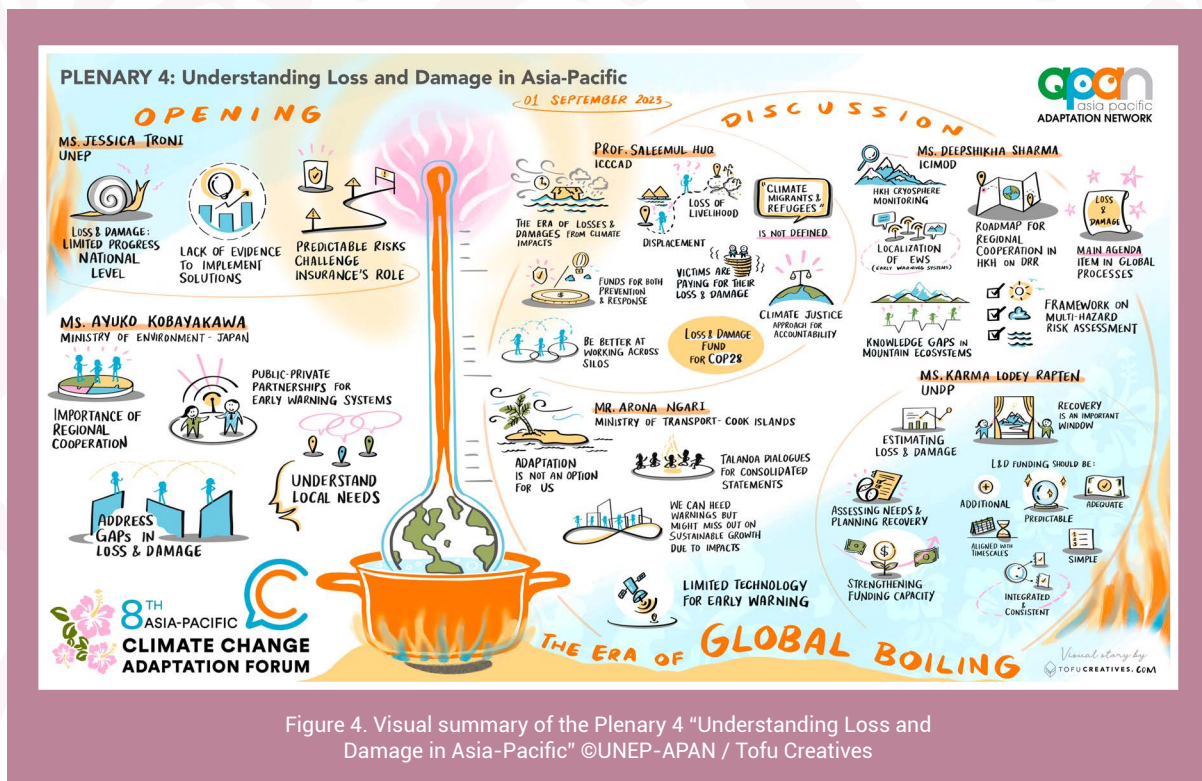 PLENARY 4: Understanding Loss and Damage in Asia-Pacific
01 SEPTEMBER 2023
apan
asia pacific
ADAPTATION NETWORK
OPENING
MS. JESSICA TRONI
UNEP
LOSS & DAMAGE:
LIMITED PROGRESS
NATIONAL
LEVEL
LACK OF EVIDENCE
TO IMPLEMENT
SOLUTIONS
PREDICTABLE RISKS
CHALLENGE
INSURANCE'S ROLE
MS. AYUKO KOBAYAKAWA
MINISTRY OF ENVIRONMENT - JAPAN
IMPORTANCE OF
REGIONAL
COOPERATION
PUBLIC-PRIVATE
PARTNERSHIPS FOR
EARLY WARNING SYSTEMS
UNDERSTAND
LOCAL NEEDS
ADDRESS
GAPS IN
LOSS & DAMAGE
8TH
ASIA-PACIFIC
CLIMATE CHANGE
ADAPTATION FORUM
DISCUSSION
PROF. SALEEMUL HUQ
ICCCAD
THE ERA OF LOSSES &
DAMAGES FROM CLIMATE
IMPACTS
???
LOSS OF
LIVELIHOOD
DISPLACEMENT
"CLIMATE
MIGRANTS &
REFUGEES"
IS NOT DEFINED
FUNDS FOR BOTH
PREVENTION
& RESPONSE
VICTIMS ARE
PAYING FOR THEIR
LOSS & DAMAGE
CLIMATE JUSTICE
APPROACH FOR
ACCOUNTABILITY
BE BETTER AT
WORKING ACROSS
SILOS
LOSS & DAMAGE
FUND
FOR COP28
MR. ARONA NGARI
MINISTRY OF TRANSPORT - COOK ISLANDS
ADAPTATION
IS NOT AN OPTION
FOR US
TALANOA DIALOGUES
FOR CONSOLIDATED
STATEMENTS
WE CAN HEED
WARNINGS BUT
MIGHT MISS OUT ON
SUSTAINABLE GROWTH
DUE TO IMPACTS
LIMITED TECHNOLOGY
FOR EARLY WARNING
MS. DEEPSHIKHA SHARMA
ICIMOD
HKH CRYOSPHERE
MONITORING
LOCALIZATION
OF EWS
(EARLY WARNING SYSTEMS)
ROADMAP FOR
REGIONAL
COOPERATION IN
HKH ON DRR
LOSS
&
DAMAGE
MAIN AGENDA
ITEM IN GLOBAL
PROCESSES
KNOWLEDGE GAPS IN
MOUNTAIN ECOSYSTEMS
FRAMEWORK ON
MULTI-HAZARD
RISK ASSESSMENT
MS. KARMA LODEY RAPTEN
UNDP
ESTIMATING
LOSS & DAMAGE
RECOVERY
IS AN IMPORTANT
WINDOW
ASSESSING NEEDS &
PLANNING RECOVERY
$
STRENGTHENING
FUNDING CAPACITY
L&D FUNDING SHOULD BE:
ADDITIONAL
PREDICTABLE
ADEQUATE
ALIGNED WITH
TIMESCALES
SIMPLE
INTEGRATED
&
CONSISTENT
THE ERA OF GLOBAL BOILING
Visual story by
TOFUCREATIVES.COM
Figure 4. Visual summary of the Plenary 4 “Understanding Loss and
Damage in Asia-Pacific” ©UNEP-APAN / Tofu Creatives